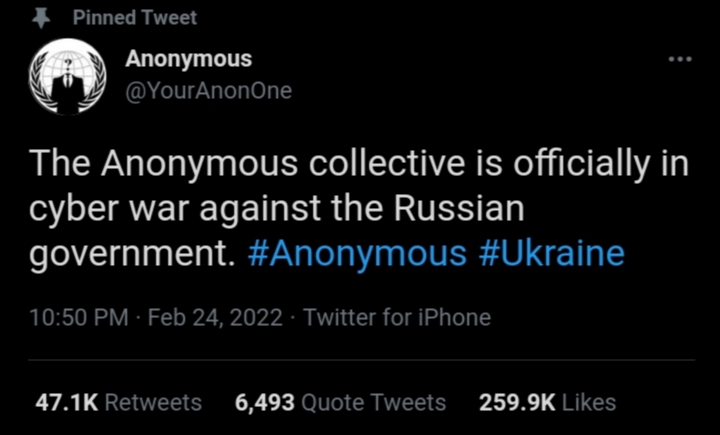 Pinned Tweet
Anonymous
@YourAnonOne
The Anonymous collective is officially in
cyber war against the Russian
government. #Anonymous #Ukraine
10:50 PM · Feb 24, 2022 · Twitter for iPhone
47.1K Retweets 6,493 Quote Tweets 259.9K Likes